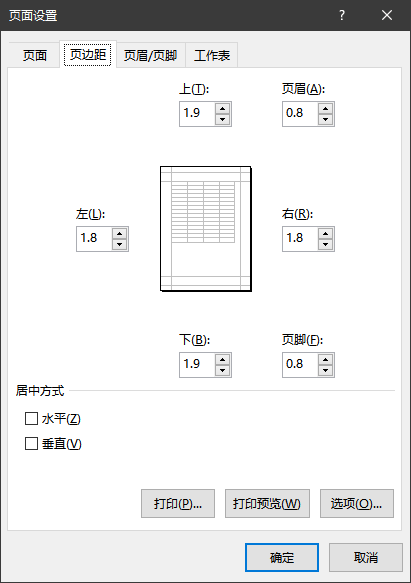 页面设置 ?
页面 页边距 页眉/页脚 工作表
上(T): 页眉(A):
1.9 0.8
左(L): 右(R):
1.8 1.8
下(B): 页脚(F):
1.9 0.8
居中方式
水平(Z)
垂直(V)
打印(P)... 打印预览(W) 选项(O)...
确定 取消